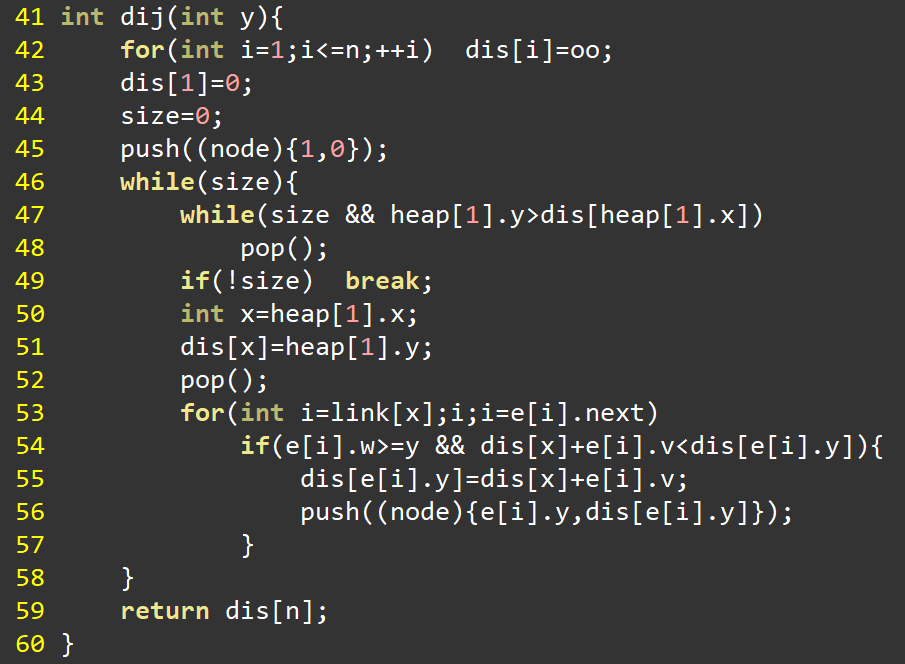 41 int dij(int y){
42     for(int i=1;i<=n;++i)  dis[i]=oo;
43     dis[1]=0;
44     size=0;
45     push((node){1,0});
46     while(size){
47         while(size && heap[1].y>dis[heap[1].x])
48             pop();
49         if(!size)  break;
50         int x=heap[1].x;
51         dis[x]=heap[1].y;
52         pop();
53         for(int i=link[x];i;i=e[i].next)
54             if(e[i].w>=y && dis[x]+e[i].v<dis[e[i].y]){
55                 dis[e[i].y]=dis[x]+e[i].v;
56                 push((node){e[i].y,dis[e[i].y]});
57             }
58     }
59     return dis[n];
60 }